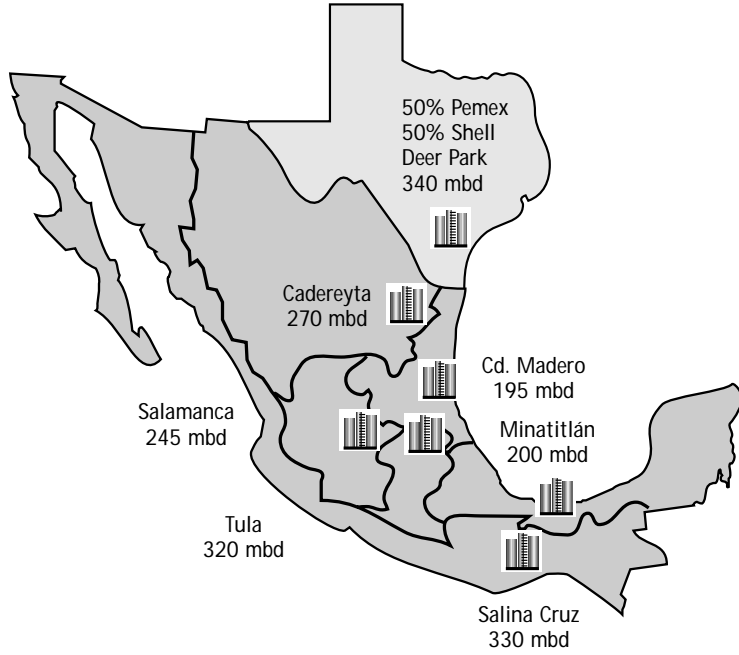 50% Pemex
50% Shell
Deer Park
340 mbd
Cadereyta
270 mbd
Cd. Madero
195 mbd
Salamanca
245 mbd
Minatitlán
200 mbd
Tula
320 mbd
Salina Cruz
330 mbd